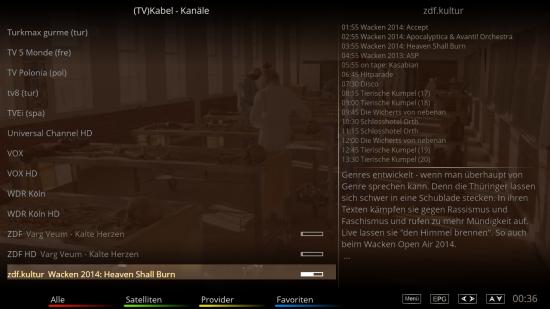 (TV)Kabel - Kanäle
zdf.kultur
Turkmax gurme (tur)
TV 5 Monde (fre)
TV Polonia (pol)
tv8 (tur)
TVEi (spa)
Universal Channel HD
VOX
VOX HD
WDR Köln
WDR Köln HD
ZDF Varg Veum - Kalte Herzen
ZDF HD Varg Veum - Kalte Herzen
zdf.kultur Wacken 2014: Heaven Shall Burn
01:55 Wacken 2014: Accept
02:05 Wacken 2014: Apocalyptica & Avanti! Orchestra
03:55 Wacken 2014: Heaven Shall Burn
04:55 Wacken 2013: ASP
05:55 on tape: Kasabian
06:45 Hitparade
07:30 Disco
08:15 Tierische Kumpel (17)
09:00 Tierische Kumpel (18)
09:45 Die Wicherts von nebenan
10:30 Schlosshotel Orth
11:15 Schlosshotel Orth
12:00 Die Wicherts von nebenan
12:45 Tierische Kumpel (19)
13:30 Tierische Kumpel (20)
Genres entwickelt - wenn man überhaupt von
Genre sprechen kann. Denn die Thüringer lassen
sich schwer in eine Schublade stecken. In ihren
Texten kämpfen sie gegen Rassismus und
Faschismus und rufen zu mehr Mündigkeit auf.
Live lassen sie "den Himmel brennen". So auch
beim Wacken Open Air 2014.
...
Alle
Satelliten
Provider
Favoriten
Menü
EPG
00:36